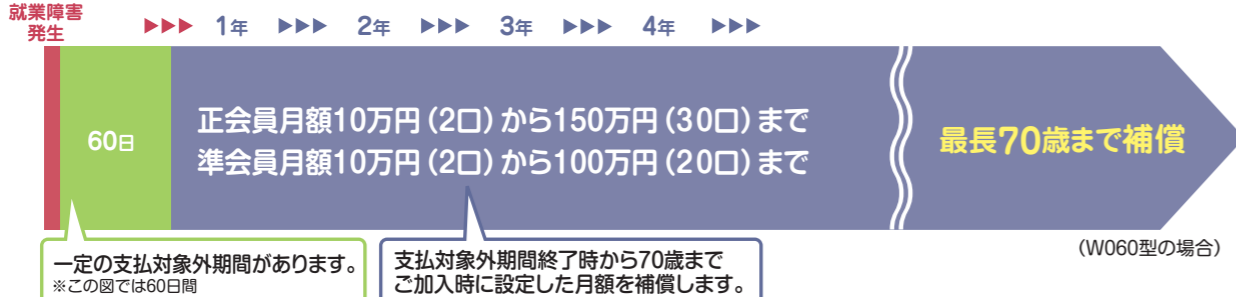 就業障害
発生
▶▶▶ 1年 ▶▶▶ 2年 ▶▶▶ 3年 ▶▶▶ 4年 ▶▶▶
60日
正会員月額10万円(2口)から150万円(30口)まで
準会員月額10万円(2口)から100万円(20口)まで
最長70歳まで補償
(W060型の場合)
一定の支払対象外期間があります。
※この図では60日間
支払対象外期間終了時から70歳まで
ご加入時に設定した月額を補償します。